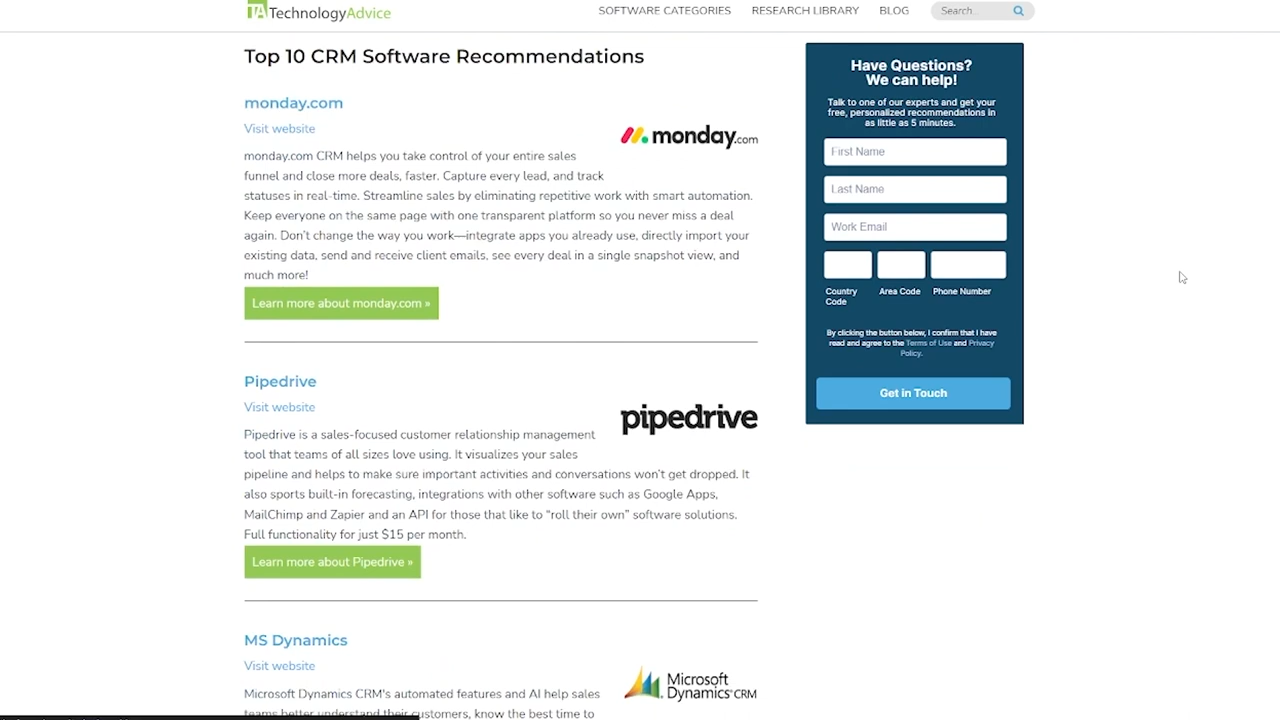 TA TechnologyAdvice
SOFTWARE CATEGORIES RESEARCH LIBRARY BLOG Search...
Top 10 CRM Software Recommendations
monday.com
Visit website
monday.com
monday.com CRM helps you take control of your entire sales
funnel and close more deals, faster. Capture every lead, and track
statuses in real-time. Streamline sales by eliminating repetitive work with smart automation.
Keep everyone on the same page with one transparent platform so you never miss a deal
again. Don't change the way you work—integrate apps you already use, directly import your
existing data, send and receive client emails, see every deal in a single snapshot view, and
much more!
Learn more about monday.com »
Pipedrive
Visit website
pipedrive
Pipedrive is a sales-focused customer relationship management
tool that teams of all sizes love using. It visualizes your sales
pipeline and helps to make sure important activities and conversations won't get dropped. It
also sports built-in forecasting, integrations with other software such as Google Apps,
MailChimp and Zapier and an API for those that like to “roll their own” software solutions.
Full functionality for just $15 per month.
Learn more about Pipedrive »
MS Dynamics
Visit website
Microsoft
Dynamics CRM
Microsoft Dynamics CRM's automated features and AI help sales
teams better understand their customers, know the best time to
Have Questions?
We can help!
Talk to one of our experts and get your
free, personalized recommendations in
as little as 5 minutes.
First Name
Last Name
Work Email
Country
Code
Area Code
Phone Number
By clicking the button below, I confirm that I have
read and agree to the Terms of Use and Privacy
Policy.
Get in Touch